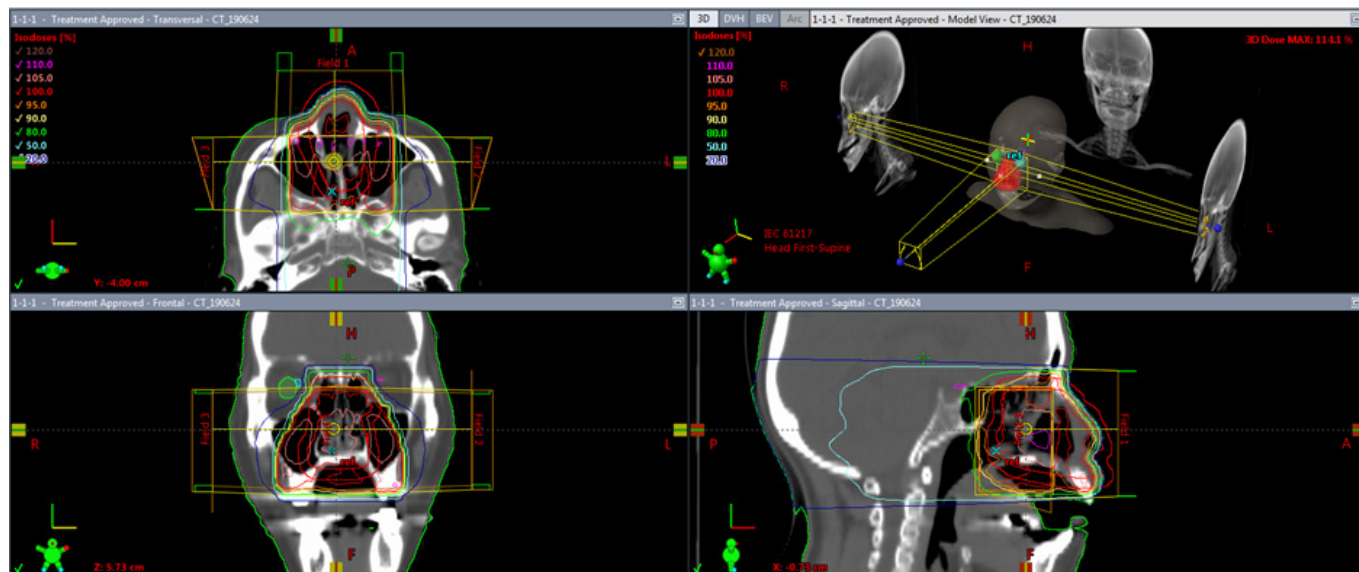 1-1-1 - Treatment Approved - Transversal - CT_190624
Isodoses [%]
✓ 120.0
✓ 110.0
✓ 105.0
✓ 100.0
✓ 95.0
✓ 90.0
✓ 80.0
✓ 50.0
✓ 20.0
A
Field 1
Field 3
Field 2
L
ref
P
Y: -4.00 cm
3D DVH BEV Arc 1-1-1 - Treatment Approved - Model View - CT_190624
Isodoses [%]
✓ 120.0
110.0
105.0
100.0
95.0
90.0
80.0
50.0
20.0
H
3D Dose MAX: 114.1 %
R
ref
IEC 61217
Head First-Supine
L
F
1-1-1 - Treatment Approved - Frontal - CT_190624
H
Field 3
Field 2
R
L
ref
F
Z: 5.73 cm
1-1-1 - Treatment Approved - Sagittal - CT_190624
H
Field 1
P
A
ref
F
X: -0.23 cm